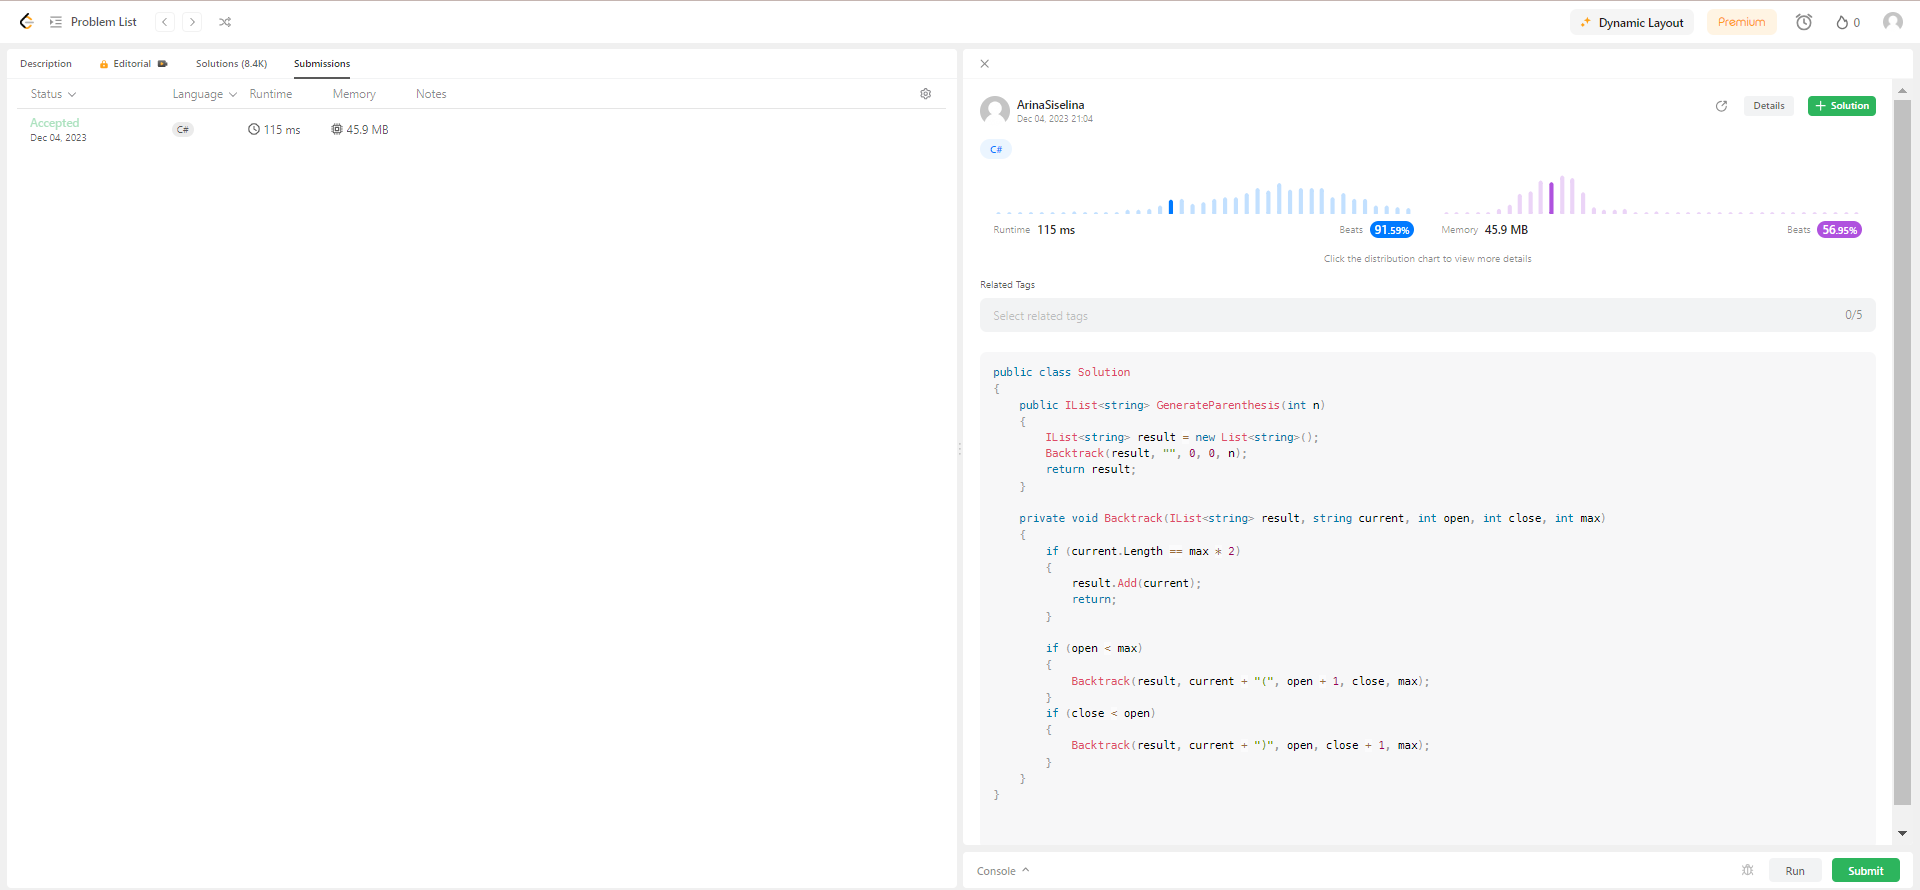 Problem List
Dynamic Layout
Premium
0
Description
Editorial
Solutions (8.4K)
Submissions
Status
Language
Runtime
Memory
Notes
Accepted
Dec 04, 2023
C#
115 ms
45.9 MB
ArinaSiselina
Dec 04, 2023 21:04
Details
Solution
C#
Runtime 115 ms
Beats 91.59%
Memory 45.9 MB
Beats 56.95%
Click the distribution chart to view more details
Related Tags
Select related tags
0/5
public class Solution
{
    public IList<string> GenerateParenthesis(int n)
    {
        IList<string> result = new List<string>();
        Backtrack(result, "", 0, 0, n);
        return result;
    }

    private void Backtrack(IList<string> result, string current, int open, int close, int max)
    {
        if (current.Length == max * 2)
        {
            result.Add(current);
            return;
        }

        if (open < max)
        {
            Backtrack(result, current + "(", open + 1, close, max);
        }
        if (close < open)
        {
            Backtrack(result, current + ")", open, close + 1, max);
        }
    }
}
Console
Run
Submit